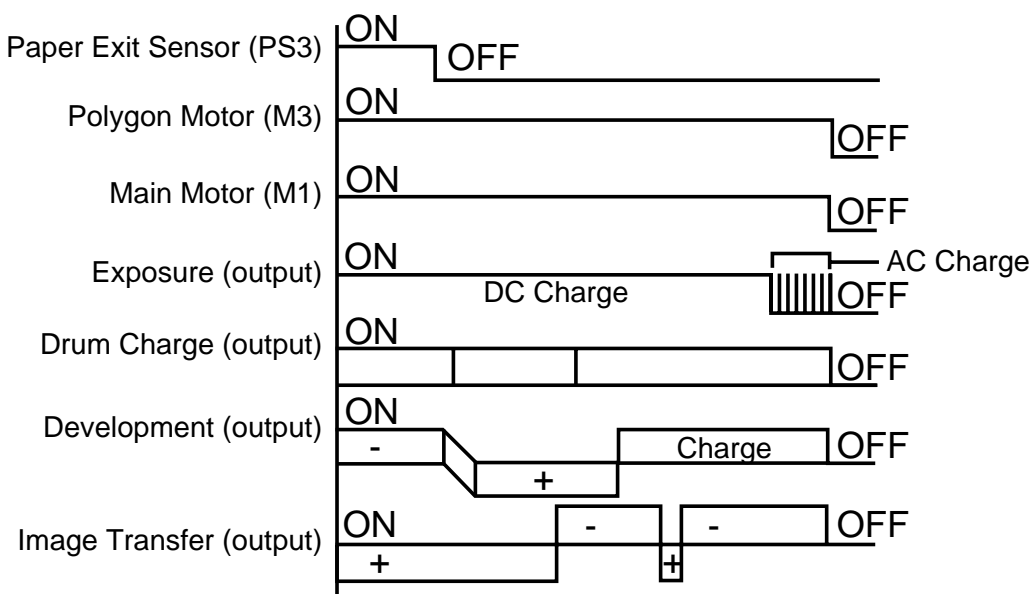 Paper Exit Sensor (PS3) ON OFF
Polygon Motor (M3) ON OFF
Main Motor (M1) ON OFF
Exposure (output) ON DC Charge OFF AC Charge
Drum Charge (output) ON OFF
Development (output) ON - + Charge OFF
Image Transfer (output) ON + - + - OFF